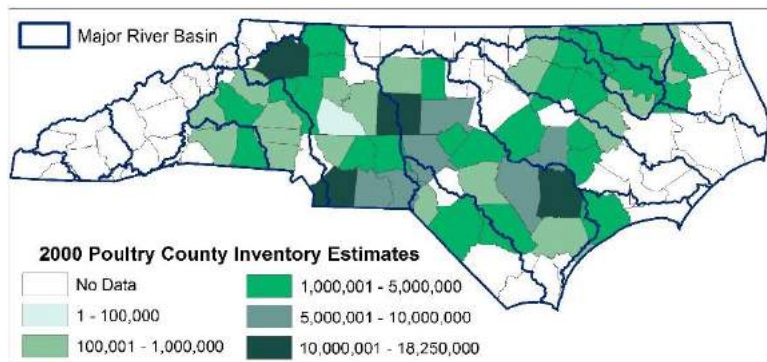 Major River Basin
2000 Poultry County Inventory Estimates
No Data
1 - 100,000
100,001 - 1,000,000
1,000,001 - 5,000,000
5,000,001 - 10,000,000
10,000,001 - 18,250,000